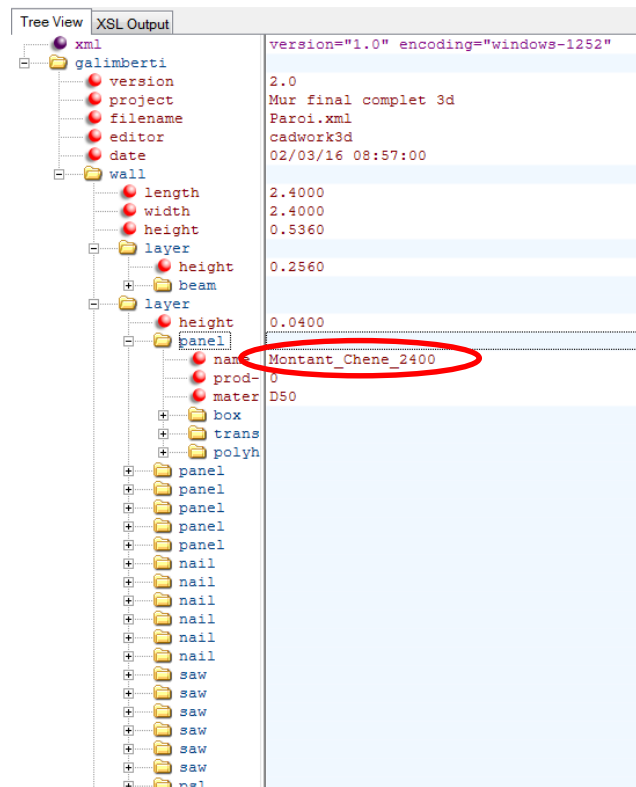 Tree View XSL Output
xml version="1.0" encoding="windows-1252"
galimberti
version 2.0
project Mur final complet 3d
filename Paroi.xml
editor cadwork3d
date 02/03/16 08:57:00
wall
length 2.4000
width 2.4000
height 0.5360
layer
height 0.2560
beam
layer
height 0.0400
panel
name Montant_Chene_2400
prod- 0
mater D50
box
trans
polyh
panel
panel
panel
panel
panel
nail
nail
nail
nail
nail
nail
saw
saw
saw
saw
saw